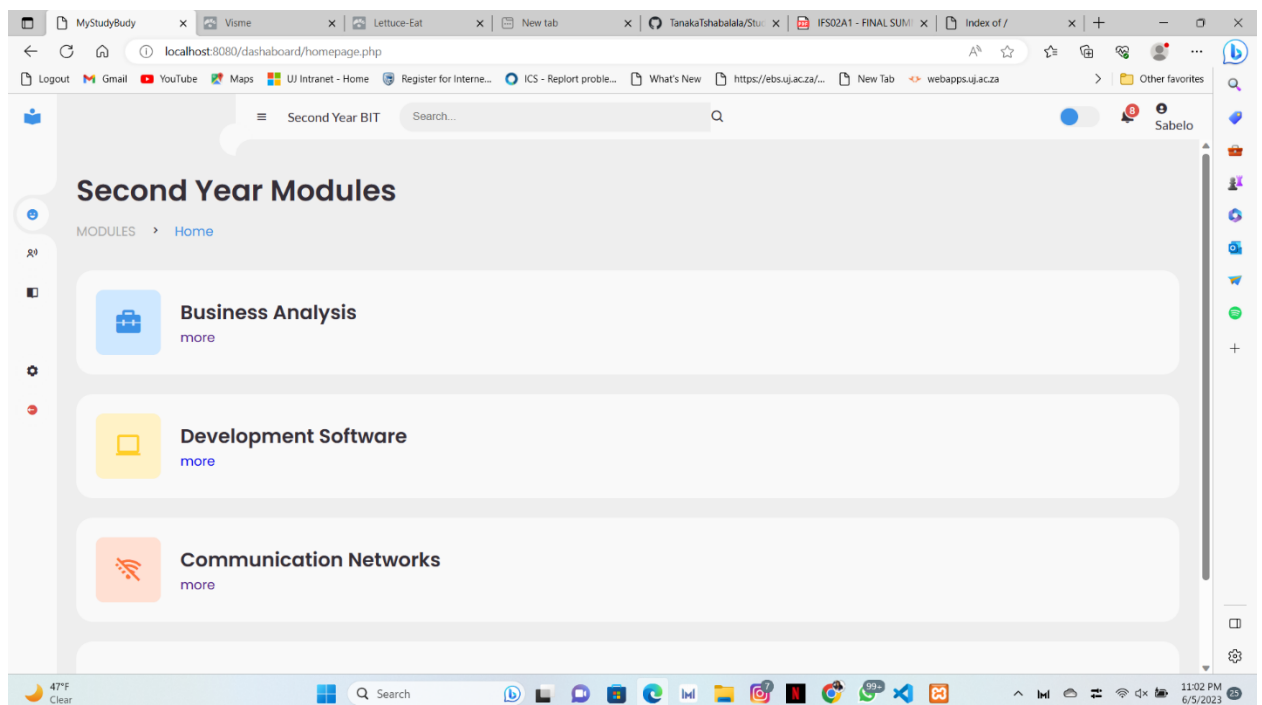 MyStudyBudy
Visme
Lettuce-Eat
New tab
TanakaTshabalala/Stu
IFS02A1 - FINAL SUM
Index of /
localhost:8080/dashaboard/homepage.php
Logout
Gmail
YouTube
Maps
UJ Intranet - Home
Register for Interne...
ICS - Replort proble...
What's New
https://ebs.uj.ac.za/...
New Tab
webapps.uj.ac.za
Other favorites
Second Year BIT
Search...
8
Sabelo
Second Year Modules
MODULES > Home
Business Analysis
more
Development Software
more
Communication Networks
more
47°F
Clear
Search
7
99+
11:02 PM
6/5/2023
25